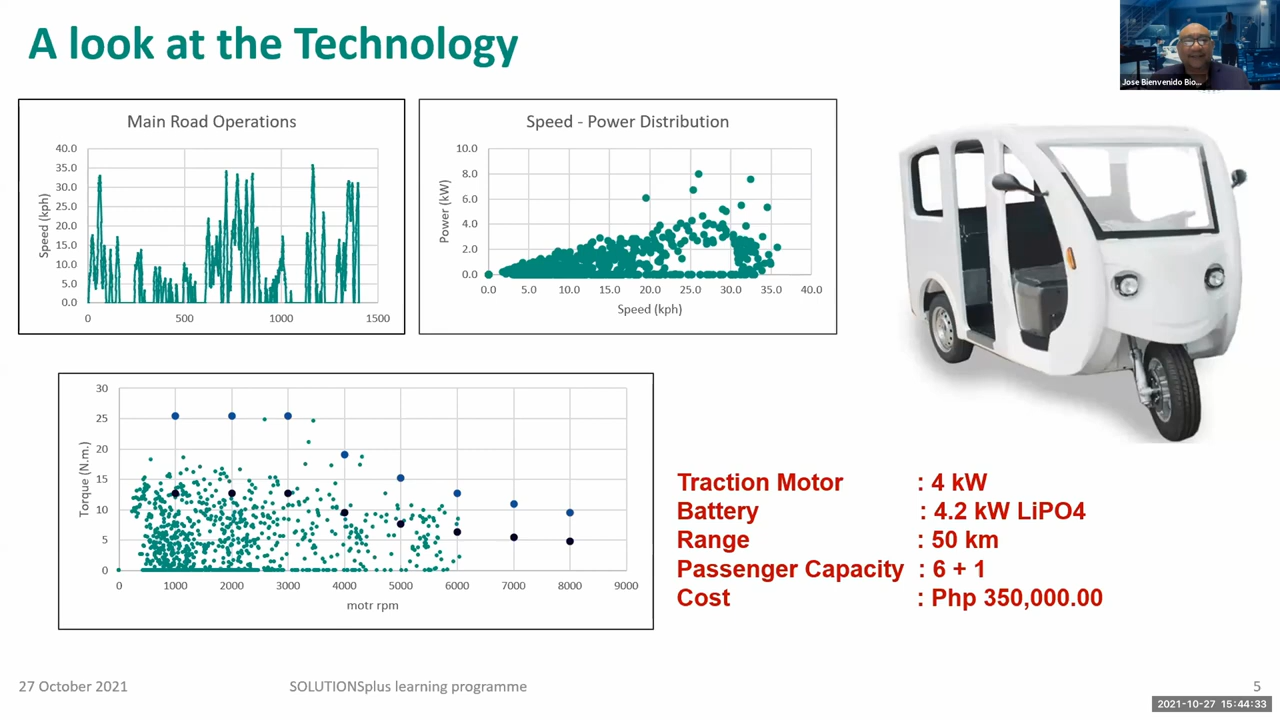 A look at the Technology
Jose Bienvenido Bio...
Main Road Operations
40.0
35.0
30.0
25.0
20.0
15.0
10.0
5.0
0.0
Speed (kph)
0 500 1000 1500
Speed - Power Distribution
10.0
8.0
6.0
4.0
2.0
0.0
Power (kW)
0.0 5.0 10.0 15.0 20.0 25.0 30.0 35.0 40.0
Speed (kph)
30
25
20
15
10
5
0
Torque (N.m.)
0 1000 2000 3000 4000 5000 6000 7000 8000 9000
motr rpm
Traction Motor : 4 kW
Battery : 4.2 kW LiPO4
Range : 50 km
Passenger Capacity : 6 + 1
Cost : Php 350,000.00
27 October 2021 SOLUTIONSplus learning programme 5
2021-10-27 15:44:33